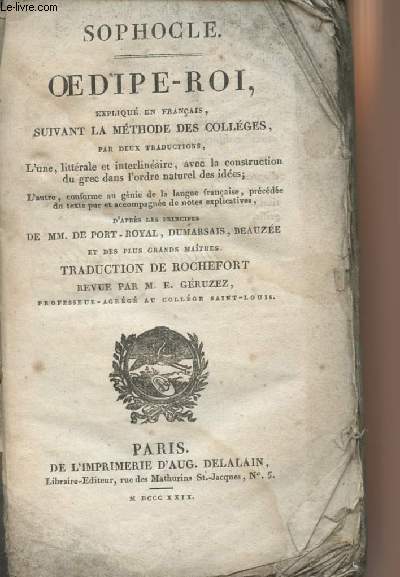 le-livre.com
SOPHOCLE.
OEDIPE-ROI,
EXPLIQUÉ EN FRANÇAIS,
SUIVANT LA MÉTHODE DES COLLÉGES,
PAR DEUX TRADUCTIONS,
L'une, littérale et interlinéaire, avec la construction
du grec dans l'ordre naturel des idées;
L'autre, conforme au génie de la langue française, précédée
du texte pur et accompagnée de notes explicatives,
D'APRÈS LES PRINCIPES
DE MM. DE PORT-ROYAL, DUMARSAIS, BEAUZÉE
ET DES PLUS GRANDS MAÎTRES.
TRADUCTION DE ROCHEFORT
REVUE PAR M. E. GÉRUZEZ,
PROFESSEUR-AGRÉGÉ AU COLLÉGE SAINT-LOUIS.
PARIS.
DE L'IMPRIMERIE D'AUG. DELALAIN,
Libraire-Editeur, rue des Mathurins St.-Jacques, N°. 5.
M DCCC XXIX.